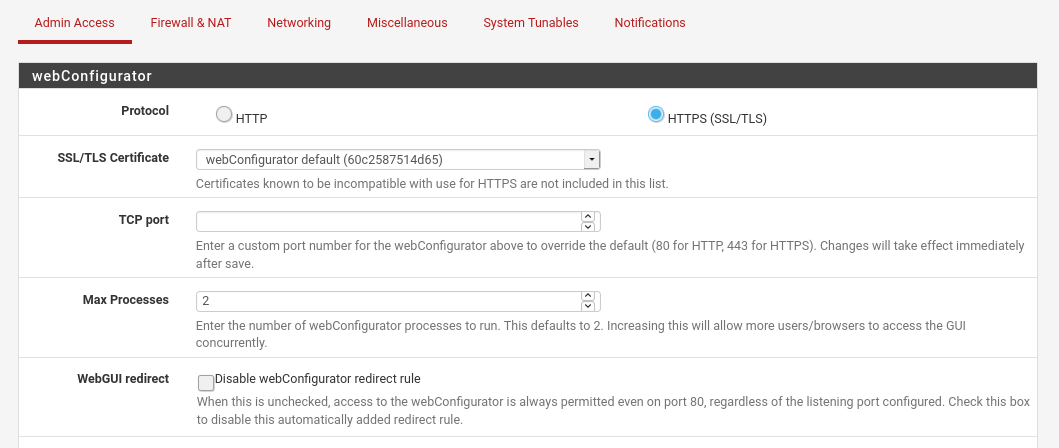 Admin Access Firewall & NAT Networking Miscellaneous System Tunables Notifications
webConfigurator
Protocol HTTP HTTPS (SSL/TLS)
SSL/TLS Certificate webConfigurator default (60c2587514d65)
Certificates known to be incompatible with use for HTTPS are not included in this list.
TCP port
Enter a custom port number for the webConfigurator above to override the default (80 for HTTP, 443 for HTTPS). Changes will take effect immediately
after save.
Max Processes 2
Enter the number of webConfigurator processes to run. This defaults to 2. Increasing this will allow more users/browsers to access the GUI
concurrently.
WebGUI redirect Disable webConfigurator redirect rule
When this is unchecked, access to the webConfigurator is always permitted even on port 80, regardless of the listening port configured. Check this box
to disable this automatically added redirect rule.